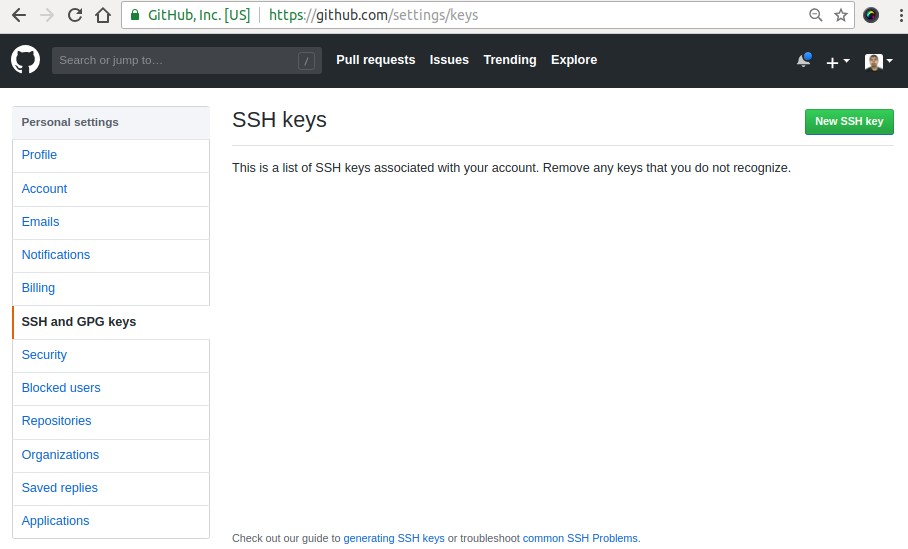 GitHub, Inc. [US] https://github.com/settings/keys
Search or jump to… / Pull requests Issues Trending Explore
Personal settings
Profile
Account
Emails
Notifications
Billing
SSH and GPG keys
Security
Blocked users
Repositories
Organizations
Saved replies
Applications
SSH keys
New SSH key
This is a list of SSH keys associated with your account. Remove any keys that you do not recognize.
Check out our guide to generating SSH keys or troubleshoot common SSH Problems.